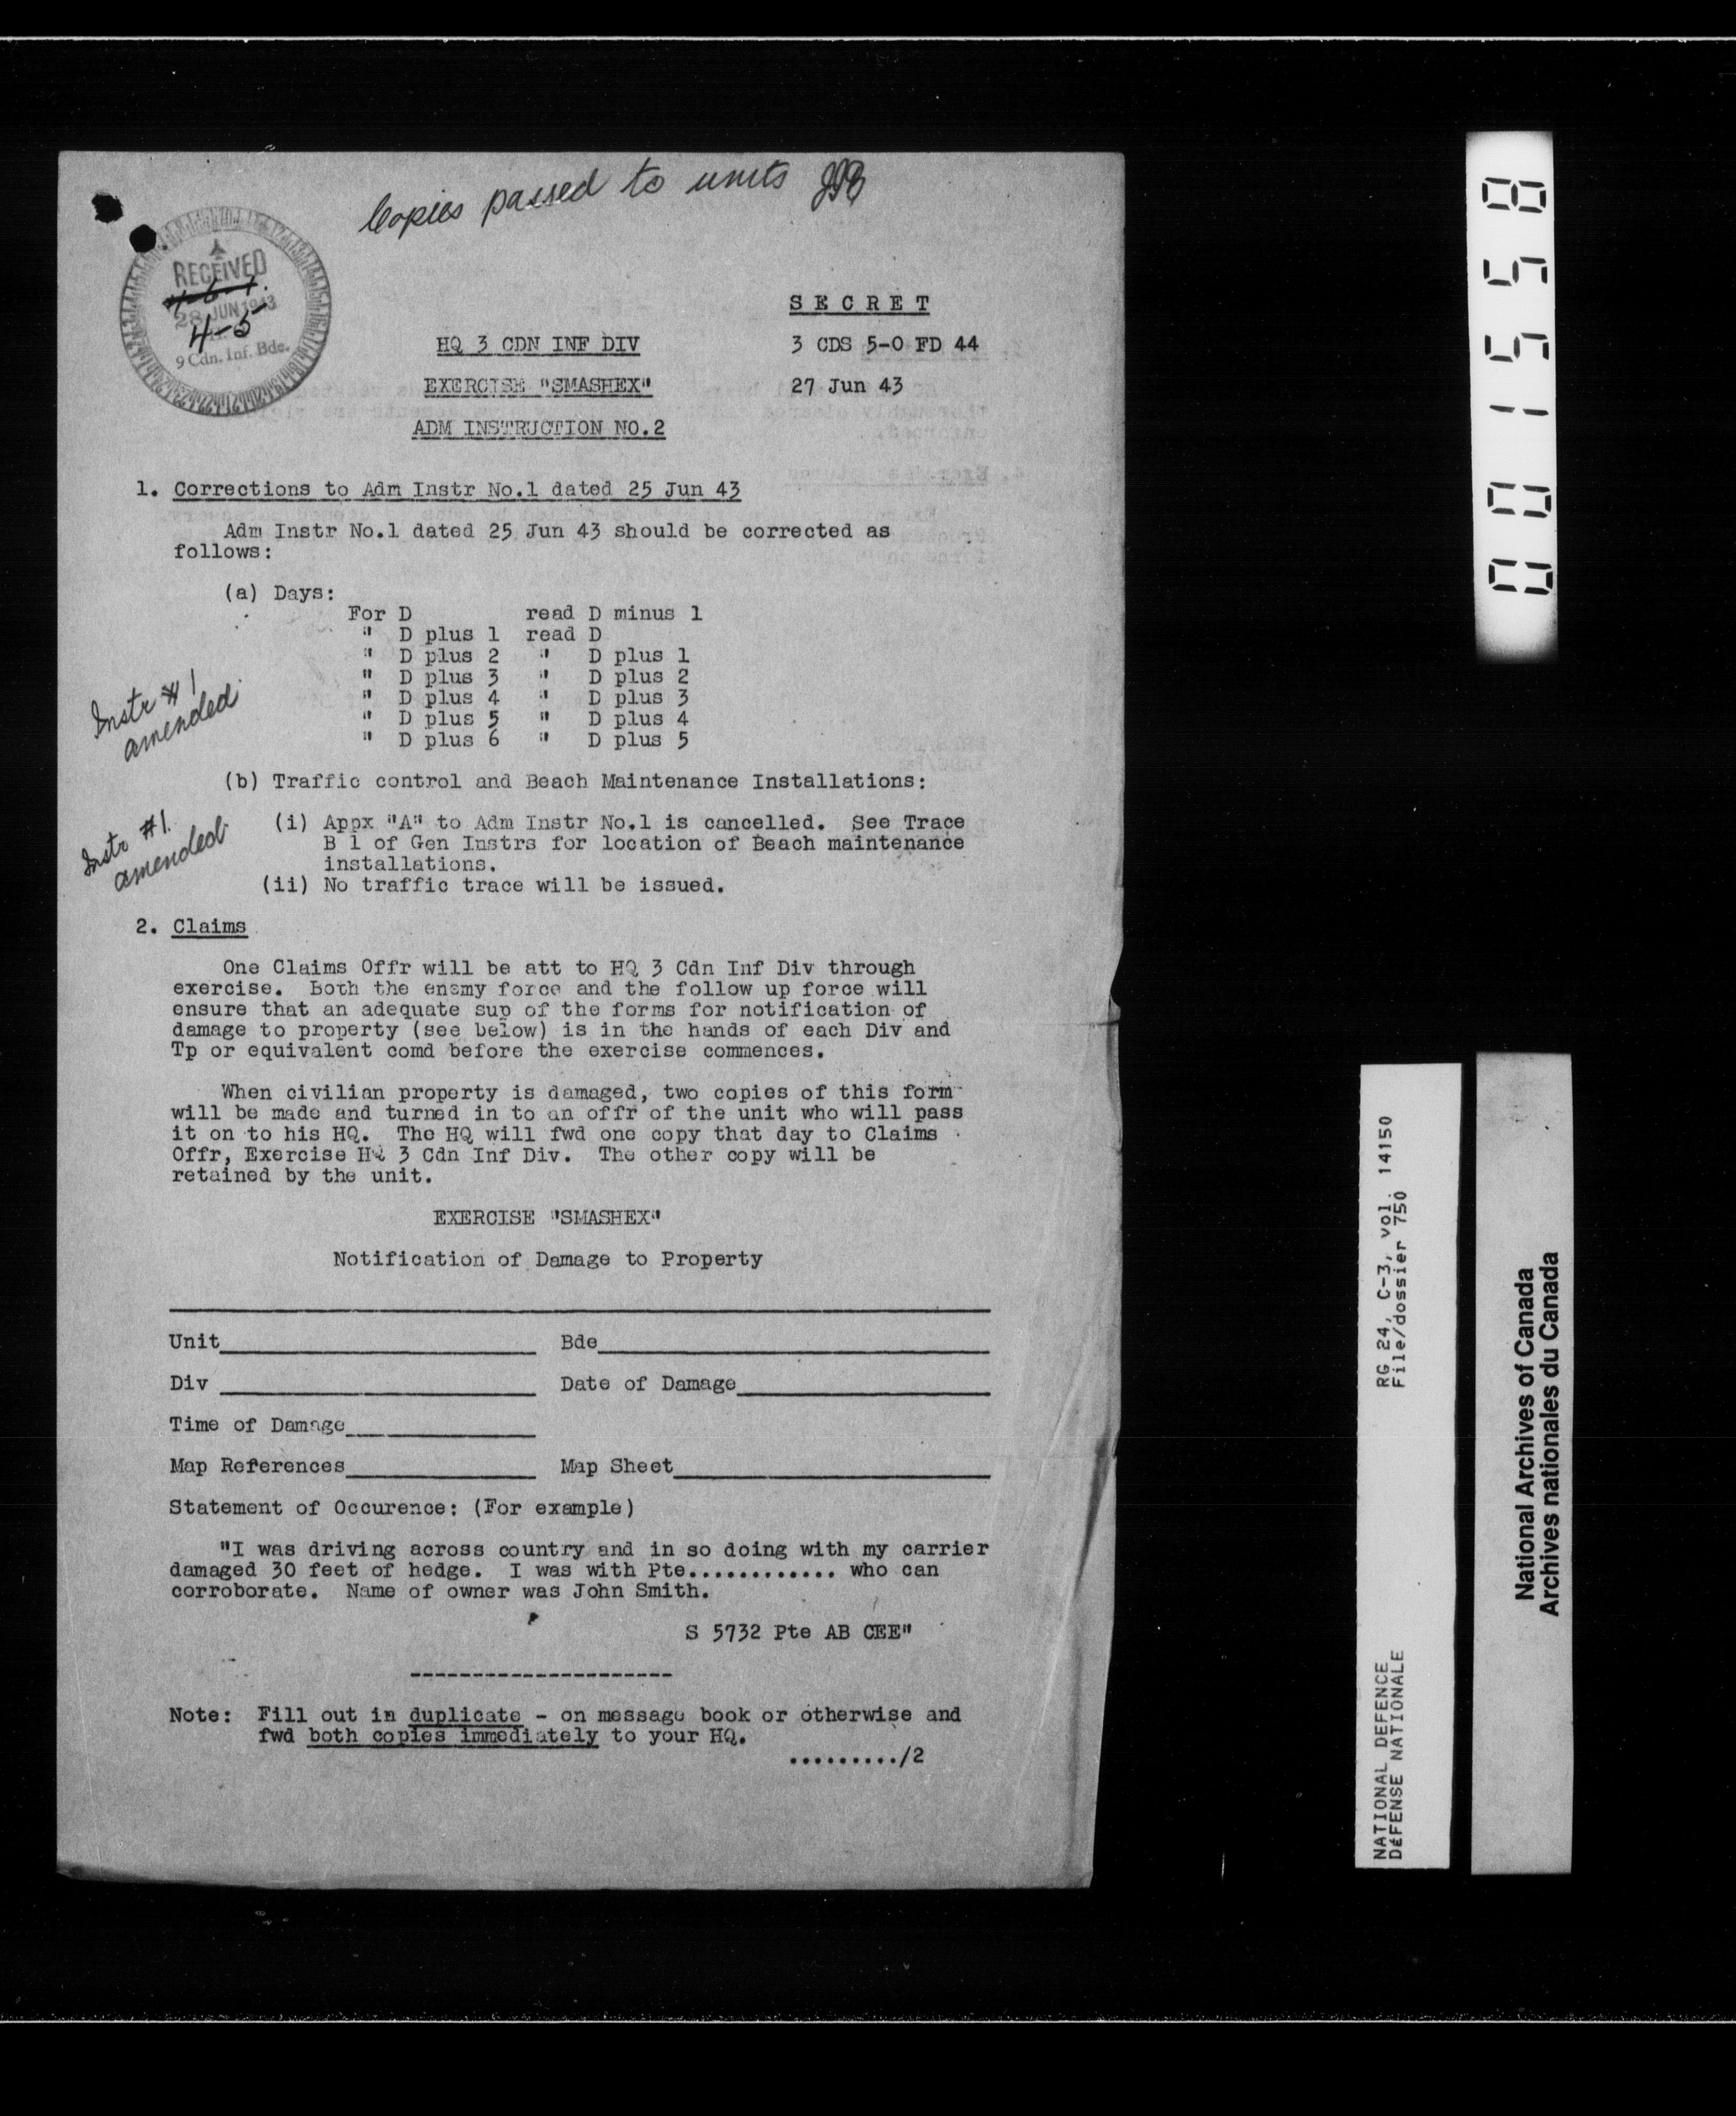 Copies passed to units
RECEIVED
4-6-1.
28 JUN 1943
4-5
9 Cdn. Inf. Bde.
SECRET
HQ 3 CDN INF DIV
3 CDS 5-0 FD 44
EXERCISE "SMASHEX"
27 Jun 43
ADM INSTRUCTION NO.2
1. Corrections to Adm Instr No.1 dated 25 Jun 43
Adm Instr No.1 dated 25 Jun 43 should be corrected as
follows:
(a) Days:
For D read D minus 1
" D plus 1 read D
" D plus 2 " D plus 1
" D plus 3 " D plus 2
" D plus 4 " D plus 3
" D plus 5 " D plus 4
" D plus 6 " D plus 5
Instr #1
amended
(b) Traffic control and Beach Maintenance Installations:
(i) Appx "A" to Adm Instr No.1 is cancelled. See Trace
B 1 of Gen Instrs for location of Beach maintenance
installations.
(ii) No traffic trace will be issued.
Instr #1.
amended
2. Claims
One Claims Offr will be att to HQ 3 Cdn Inf Div through
exercise. Both the enemy force and the follow up force will
ensure that an adequate sup of the forms for notification of
damage to property (see below) is in the hands of each Div and
Tp or equivalent comd before the exercise commences.
When civilian property is damaged, two copies of this form
will be made and turned in to an offr of the unit who will pass
it on to his HQ. The HQ will fwd one copy that day to Claims
Offr, Exercise HQ 3 Cdn Inf Div. The other copy will be
retained by the unit.
EXERCISE "SMASHEX"
Notification of Damage to Property
Unit Bde
Div Date of Damage
Time of Damage
Map References Map Sheet
Statement of Occurence: (For example)
"I was driving across country and in so doing with my carrier
damaged 30 feet of hedge. I was with Pte............ who can
corroborate. Name of owner was John Smith.
S 5732 Pte AB CEE"
---------------------
Note: Fill out in duplicate - on message book or otherwise and
fwd both copies immediately to your HQ.
........./2
001558
RG 24, C-3, vol. 14150
File/dossier 750
NATIONAL DEFENCE
DÉFENSE NATIONALE
National Archives of Canada
Archives nationales du Canada